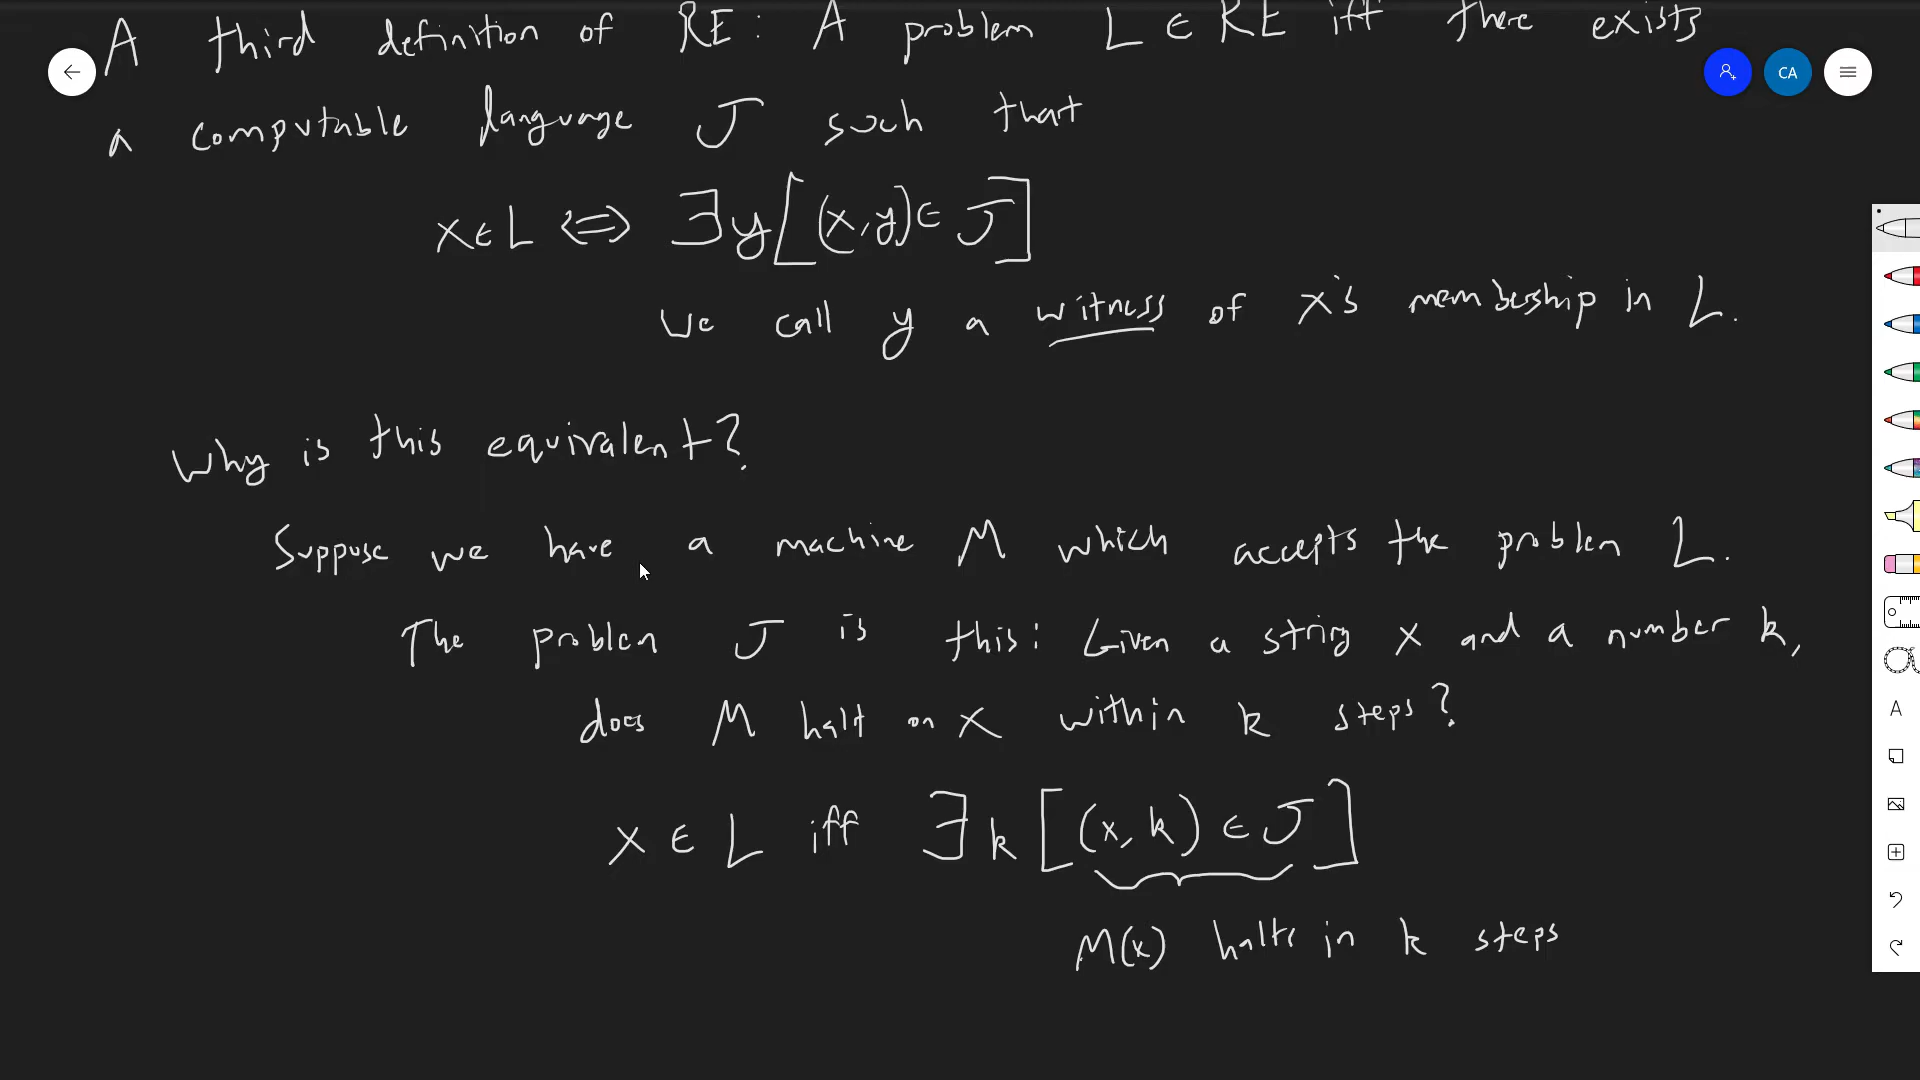 A third definition of RE: A problem L ∈ RE iff there exists
CA
a computable language J such that
x ∈ L ⇔ ∃y[(x,y) ∈ J]
We call y a witness of x's membership in L.
Why is this equivalent?
Suppose we have a machine M which accepts the problem L.
The problem J is this: Given a string x and a number k,
does M halt on x within k steps?
A
x ∈ L iff ∃k[(x,k) ∈ J]
M(x) halts in k steps